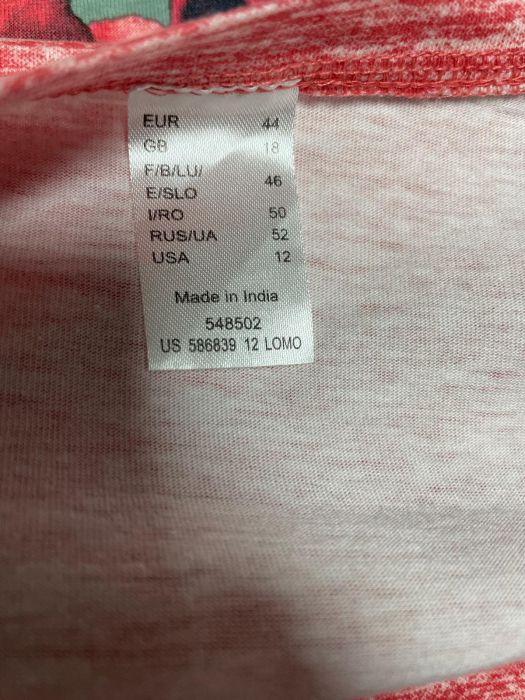 EUR 44
GB 18
F/B/LU/
E/SLO 46
I/RO 50
RUS/UA 52
USA 12
Made in India
548502
US 586839 12 LOMO